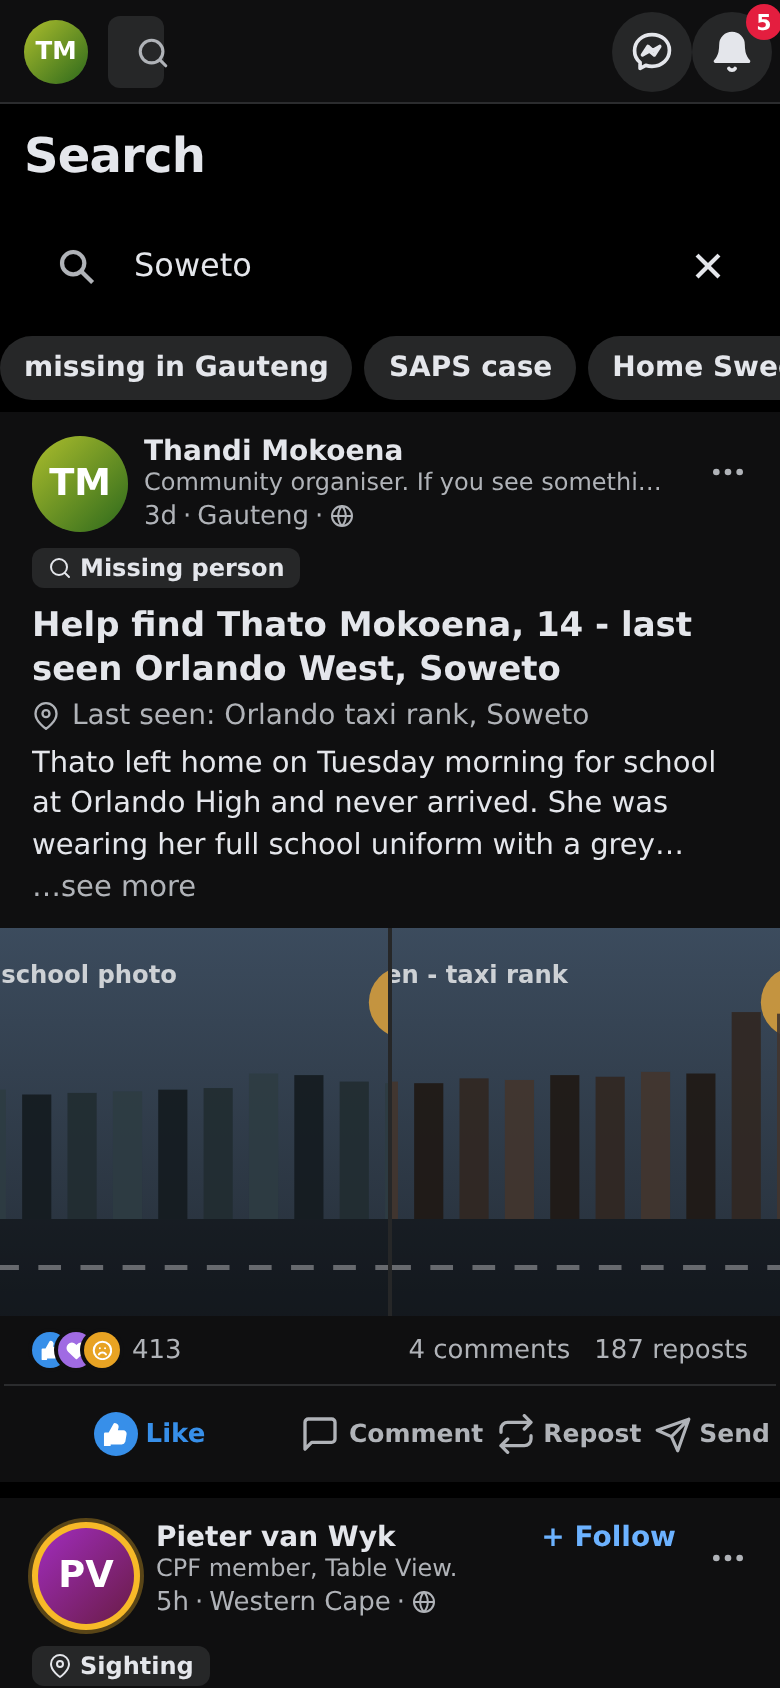 TM
5
Search
Soweto
missing in Gauteng
SAPS case
Home
TM
Thandi Mokoena
Community organiser. If you see somethi...
3d · Gauteng ·
Missing person
Help find Thato Mokoena, 14 - last
seen Orlando West, Soweto
Last seen: Orlando taxi rank, Soweto
Thato left home on Tuesday morning for school
at Orlando High and never arrived. She was
wearing her full school uniform with a grey...
...see more
school photo
- taxi rank
413
4 comments 187 reposts
Like
Comment
Repost
Send
PV
Pieter van Wyk
+ Follow
CPF member, Table View.
5h · Western Cape ·
Sighting